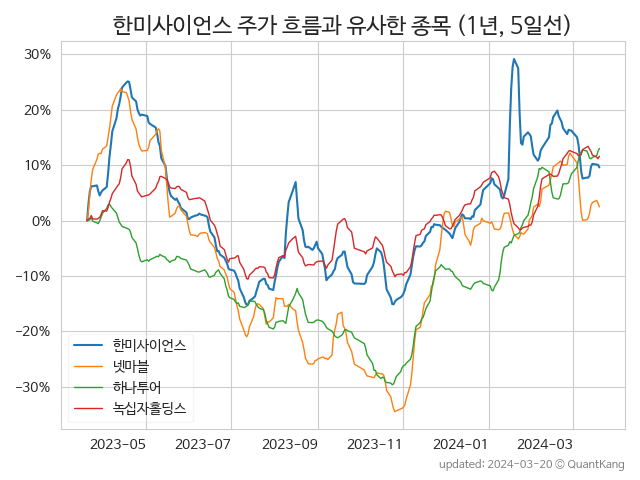 한미사이언스 주가 흐름과 유사한 종목 (1년, 5일선)
30%
20%
10%
0%
−10%
−20%
−30%
한미사이언스
넷마블
하나투어
녹십자홀딩스
2023-05
2023-07
2023-09
2023-11
2024-01
2024-03
updated: 2024-03-20 © QuantKang